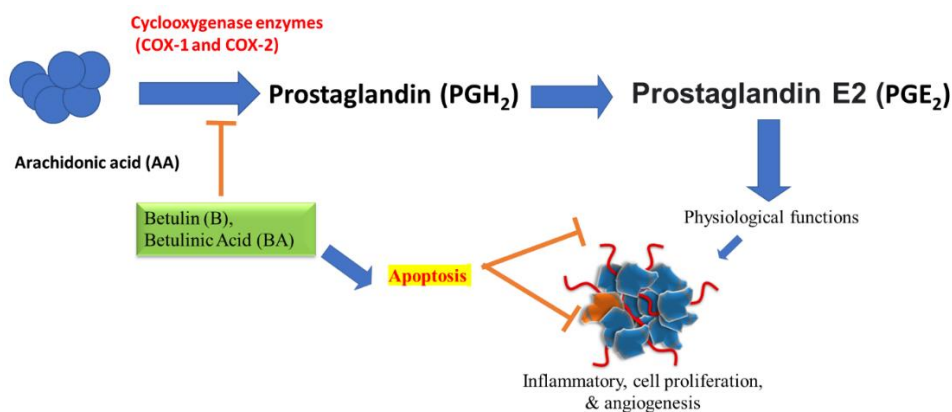 Cyclooxygenase enzymes
(COX-1 and COX-2)
Prostaglandin (PGH₂)
Prostaglandin E2 (PGE₂)
Arachidonic acid (AA)
Betulin (B),
Betulinic Acid (BA)
Physiological functions
Apoptosis
Inflammatory, cell proliferation,
& angiogenesis